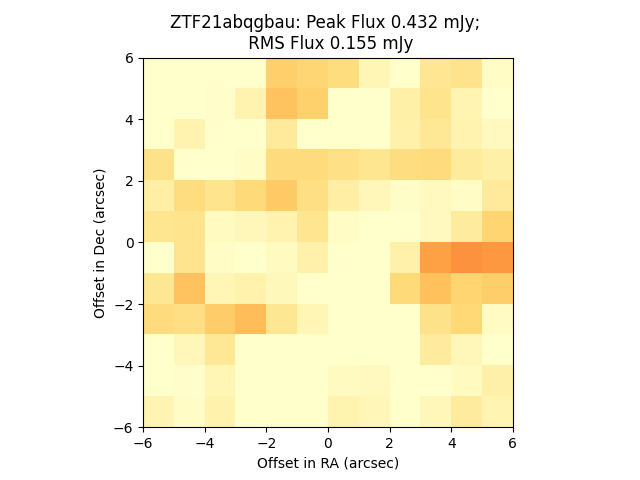 ZTF21abqgbau: Peak Flux 0.432 mJy;
RMS Flux 0.155 mJy
6
4
2
0
−2
−4
−6
Offset in Dec (arcsec)
−6 −4 −2 0 2 4 6
Offset in RA (arcsec)